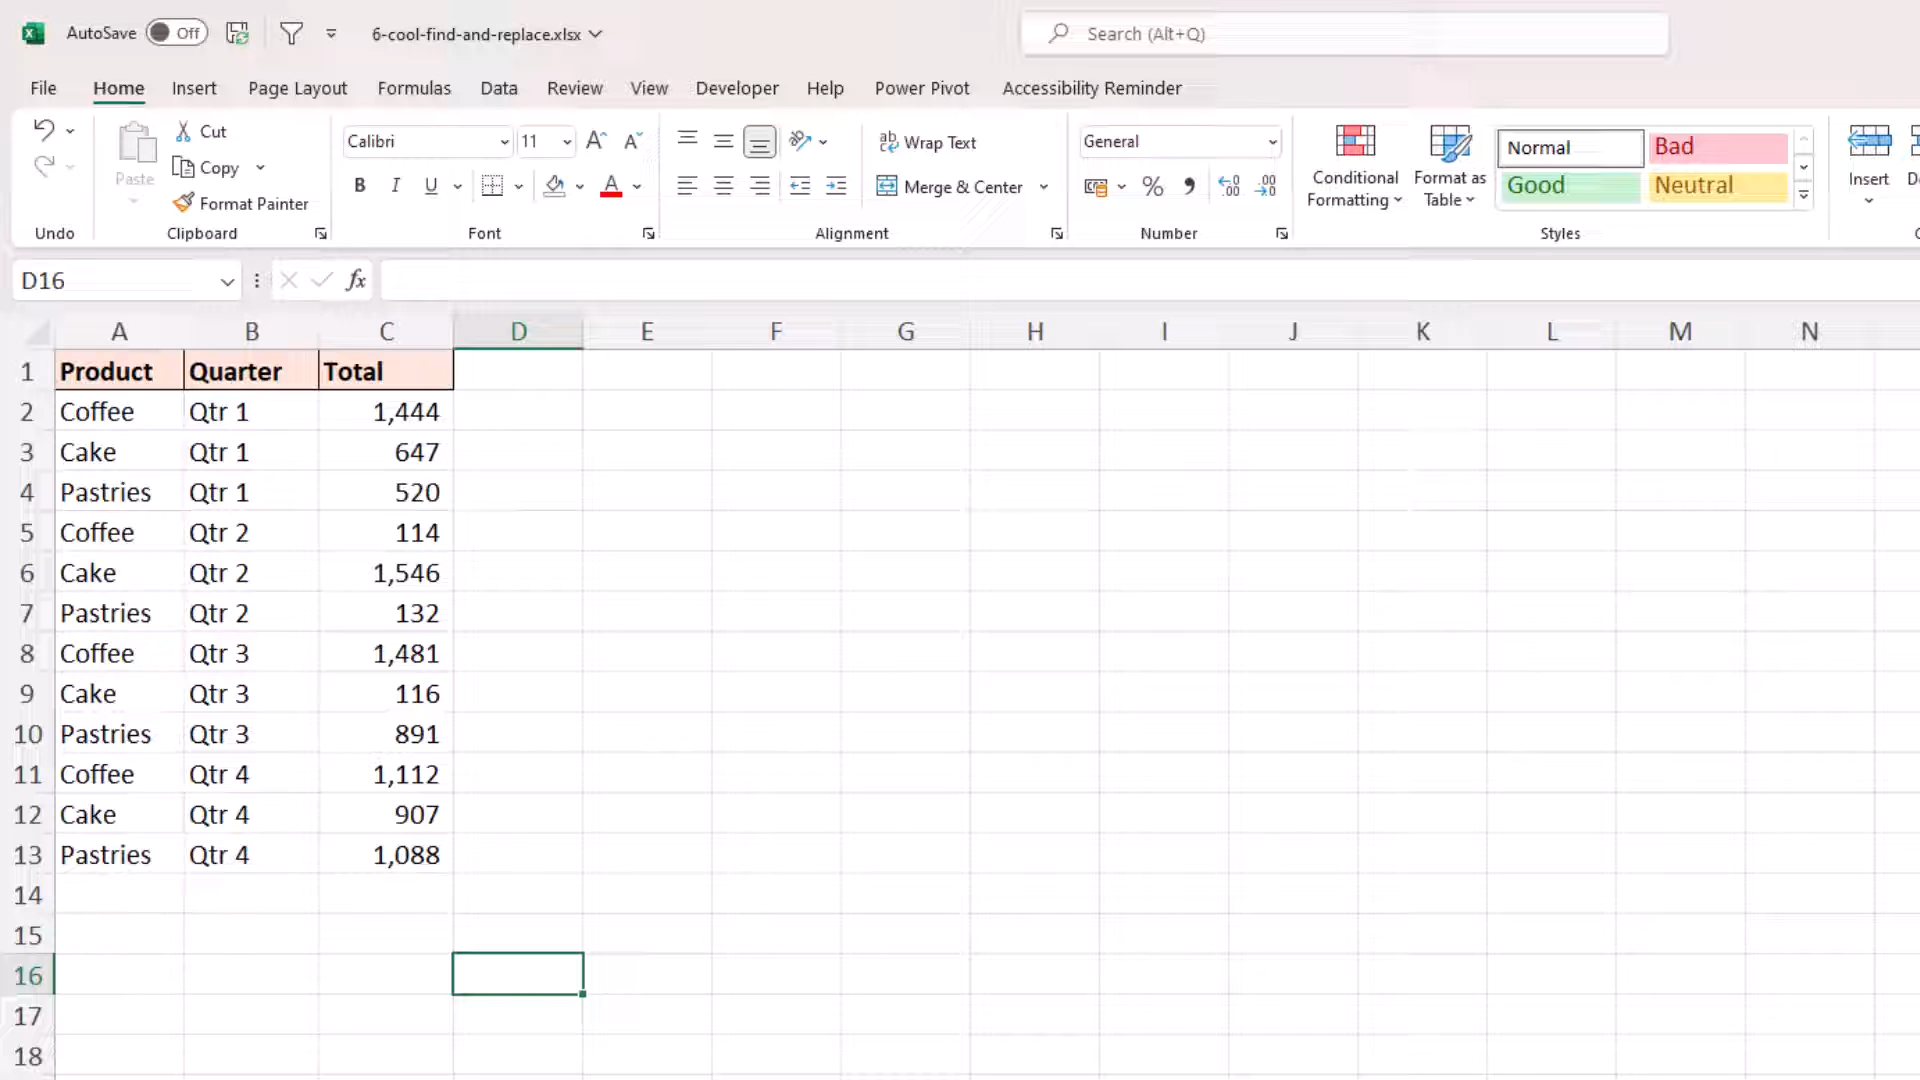 AutoSave Off 6-cool-find-and-replace.xlsx Search (Alt+Q)
File Home Insert Page Layout Formulas Data Review View Developer Help Power Pivot Accessibility Reminder
Paste
Cut
Copy
Format Painter
Undo
Clipboard
Calibri 11
B I U A
Font
ab Wrap Text
Merge & Center
Alignment
General
% 9 .00 .00
Number
Conditional Formatting
Format as Table
Normal Bad
Good Neutral
Styles
Insert
D16 fx
A B C D E F G H I J K L M N
1 Product Quarter Total
2 Coffee Qtr 1 1,444
3 Cake Qtr 1 647
4 Pastries Qtr 1 520
5 Coffee Qtr 2 114
6 Cake Qtr 2 1,546
7 Pastries Qtr 2 132
8 Coffee Qtr 3 1,481
9 Cake Qtr 3 116
10 Pastries Qtr 3 891
11 Coffee Qtr 4 1,112
12 Cake Qtr 4 907
13 Pastries Qtr 4 1,088
14
15
16
17
18